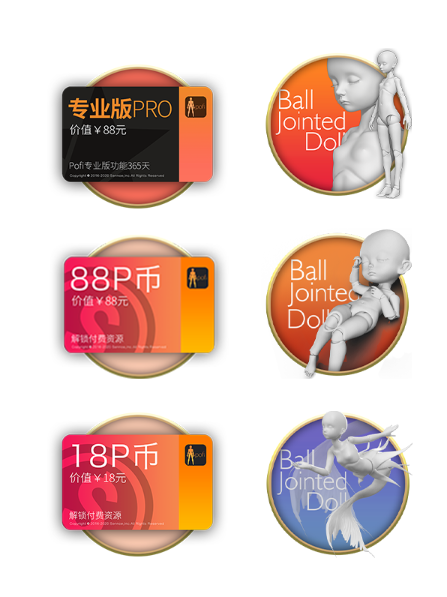 专业版PRO
价值￥88元
pofi
Pofi专业版功能365天
Ball
Jointed
Doll
88P币
价值￥88元
pofi
解锁付费资源
Ball
Jointed
Doll
18P币
价值￥18元
pofi
解锁付费资源
Ball
Jointed
Doll